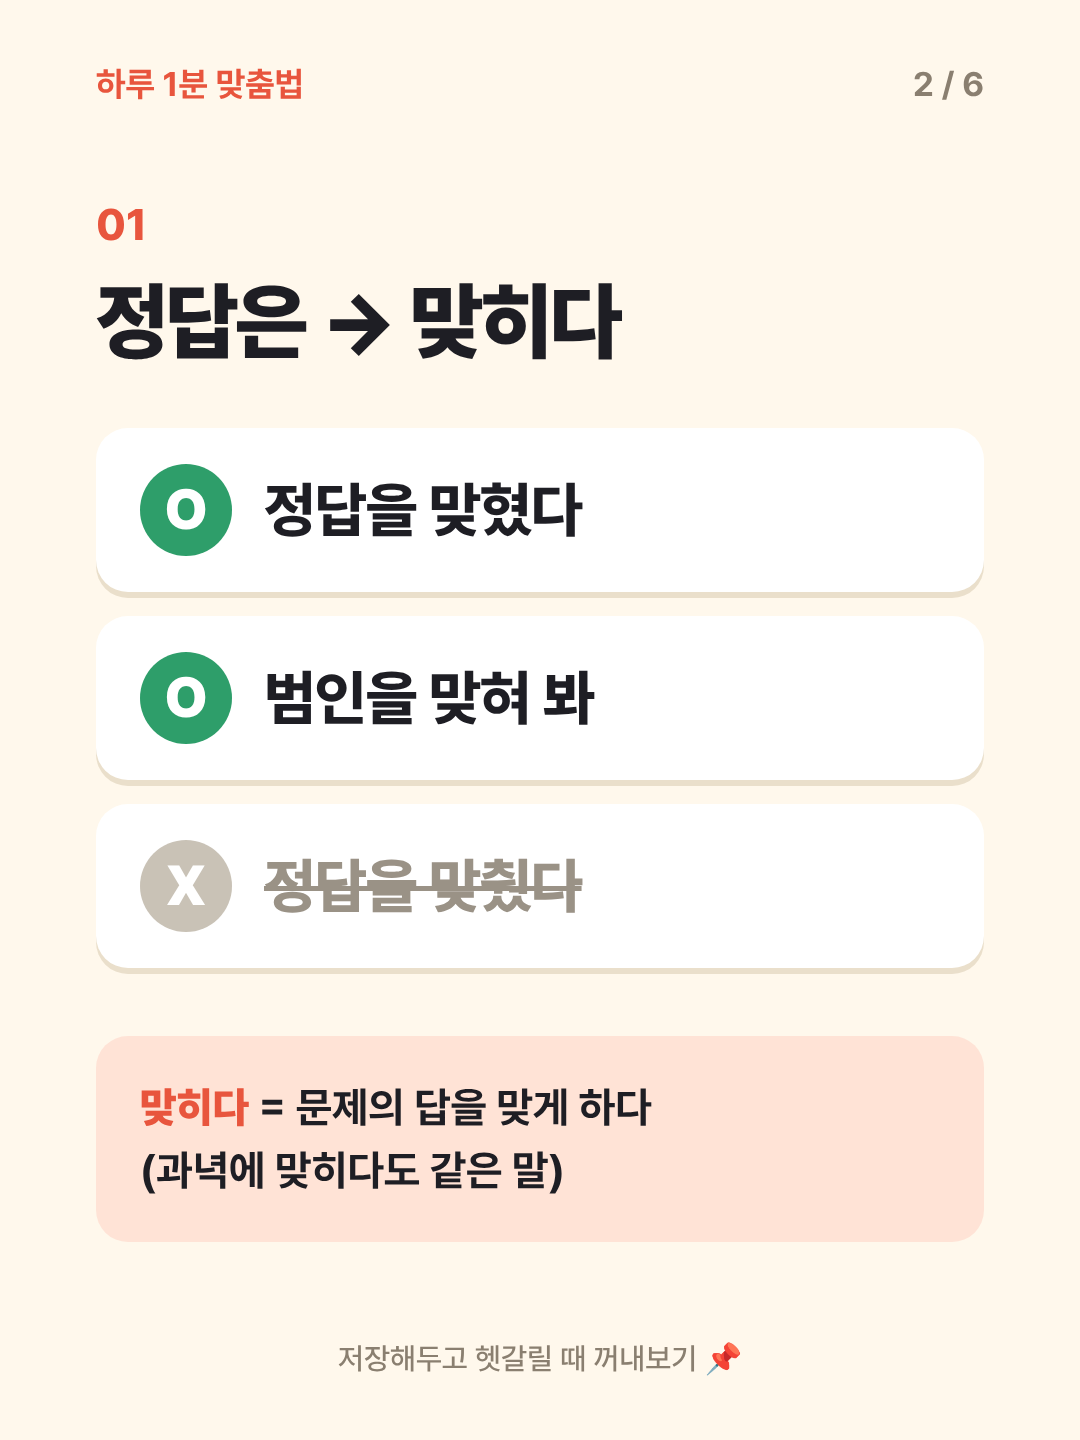 하루 1분 맞춤법
2 / 6
01
정답은 → 맞히다
O 정답을 맞혔다
O 범인을 맞혀 봐
X 정답을 맞췄다
맞히다 = 문제의 답을 맞게 하다
(과녁에 맞히다도 같은 말)
저장해두고 헷갈릴 때 꺼내보기 📌